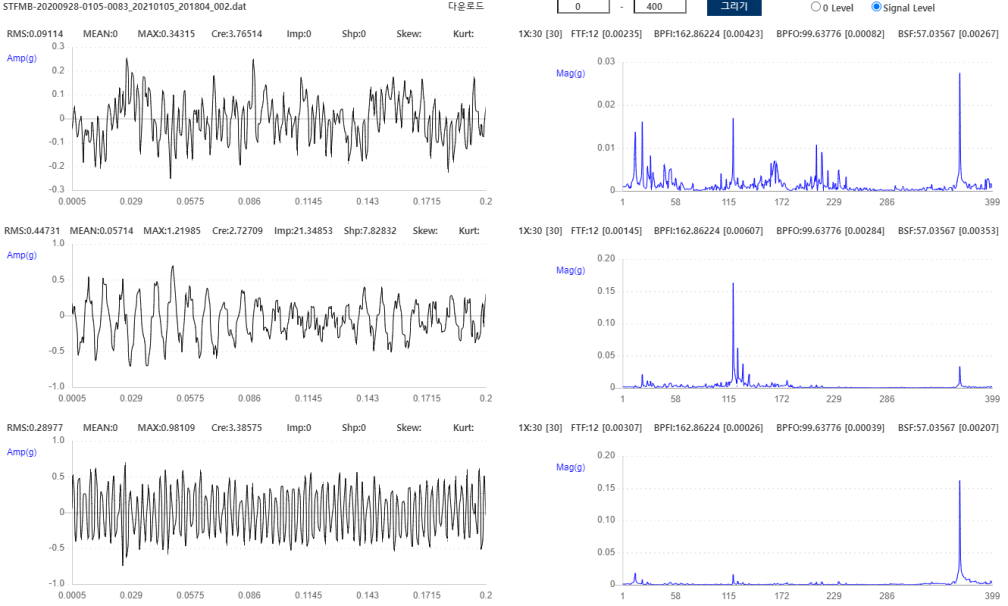 STFMB-20200928-0105-0083_20210105_201804_002.dat 다운로드 0 - 400 그리기 0 Level Signal Level
RMS:0.09114 MEAN:0 MAX:0.34315 Cre:3.76514 Imp:0 Shp:0 Skew: Kurt:
Amp(g)
0.3
0.2
0.1
0
-0.1
-0.2
-0.3
0.0005 0.029 0.0575 0.086 0.1145 0.143 0.1715 0.2
1X:30 [30] FTF:12 [0.00235] BPFI:162.86224 [0.00423] BPFO:99.63776 [0.00082] BSF:57.03567 [0.00267]
Mag(g)
0.03
0.02
0.01
0
1 58 115 172 229 286 399
RMS:0.44731 MEAN:0.05714 MAX:1.21985 Cre:2.72709 Imp:21.34853 Shp:7.82832 Skew: Kurt:
Amp(g)
1.0
0.5
0
-0.5
-1.0
0.0005 0.029 0.0575 0.086 0.1145 0.143 0.1715 0.2
1X:30 [30] FTF:12 [0.00145] BPFI:162.86224 [0.00607] BPFO:99.63776 [0.00284] BSF:57.03567 [0.00353]
Mag(g)
0.20
0.15
0.10
0.05
0
1 58 115 172 229 286 399
RMS:0.28977 MEAN:0 MAX:0.98109 Cre:3.38575 Imp:0 Shp:0 Skew: Kurt:
Amp(g)
1.0
0.5
0
-0.5
-1.0
0.0005 0.029 0.0575 0.086 0.1145 0.143 0.1715 0.2
1X:30 [30] FTF:12 [0.00307] BPFI:162.86224 [0.00026] BPFO:99.63776 [0.00039] BSF:57.03567 [0.00207]
Mag(g)
0.20
0.15
0.10
0.05
0
1 58 115 172 229 286 399